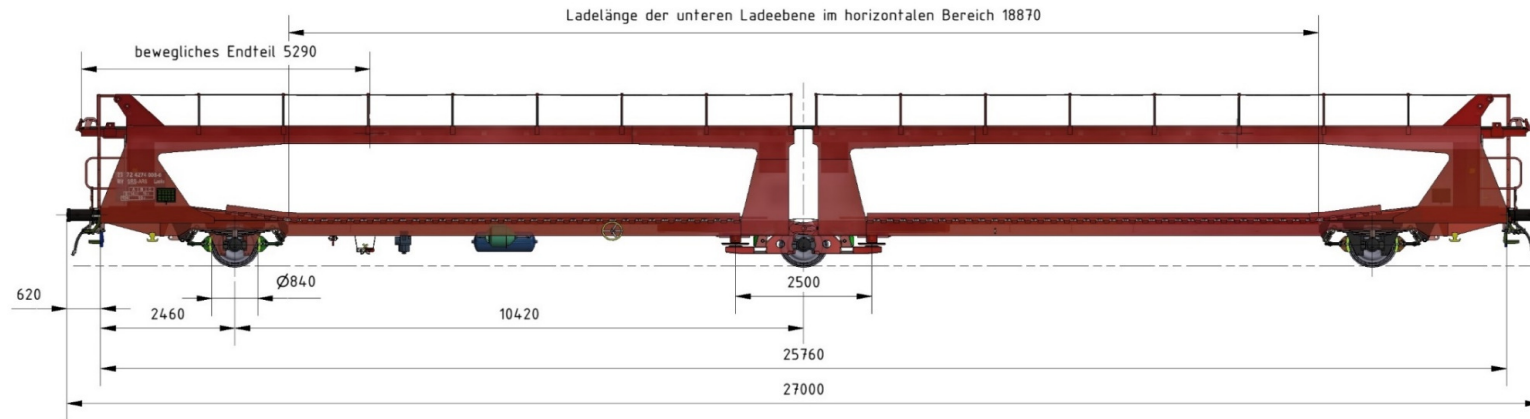 Ladelänge der unteren Ladeebene im horizontalen Bereich 18870
bewegliches Endteil 5290
620
Ø840
2500
2460
10420
25760
27000